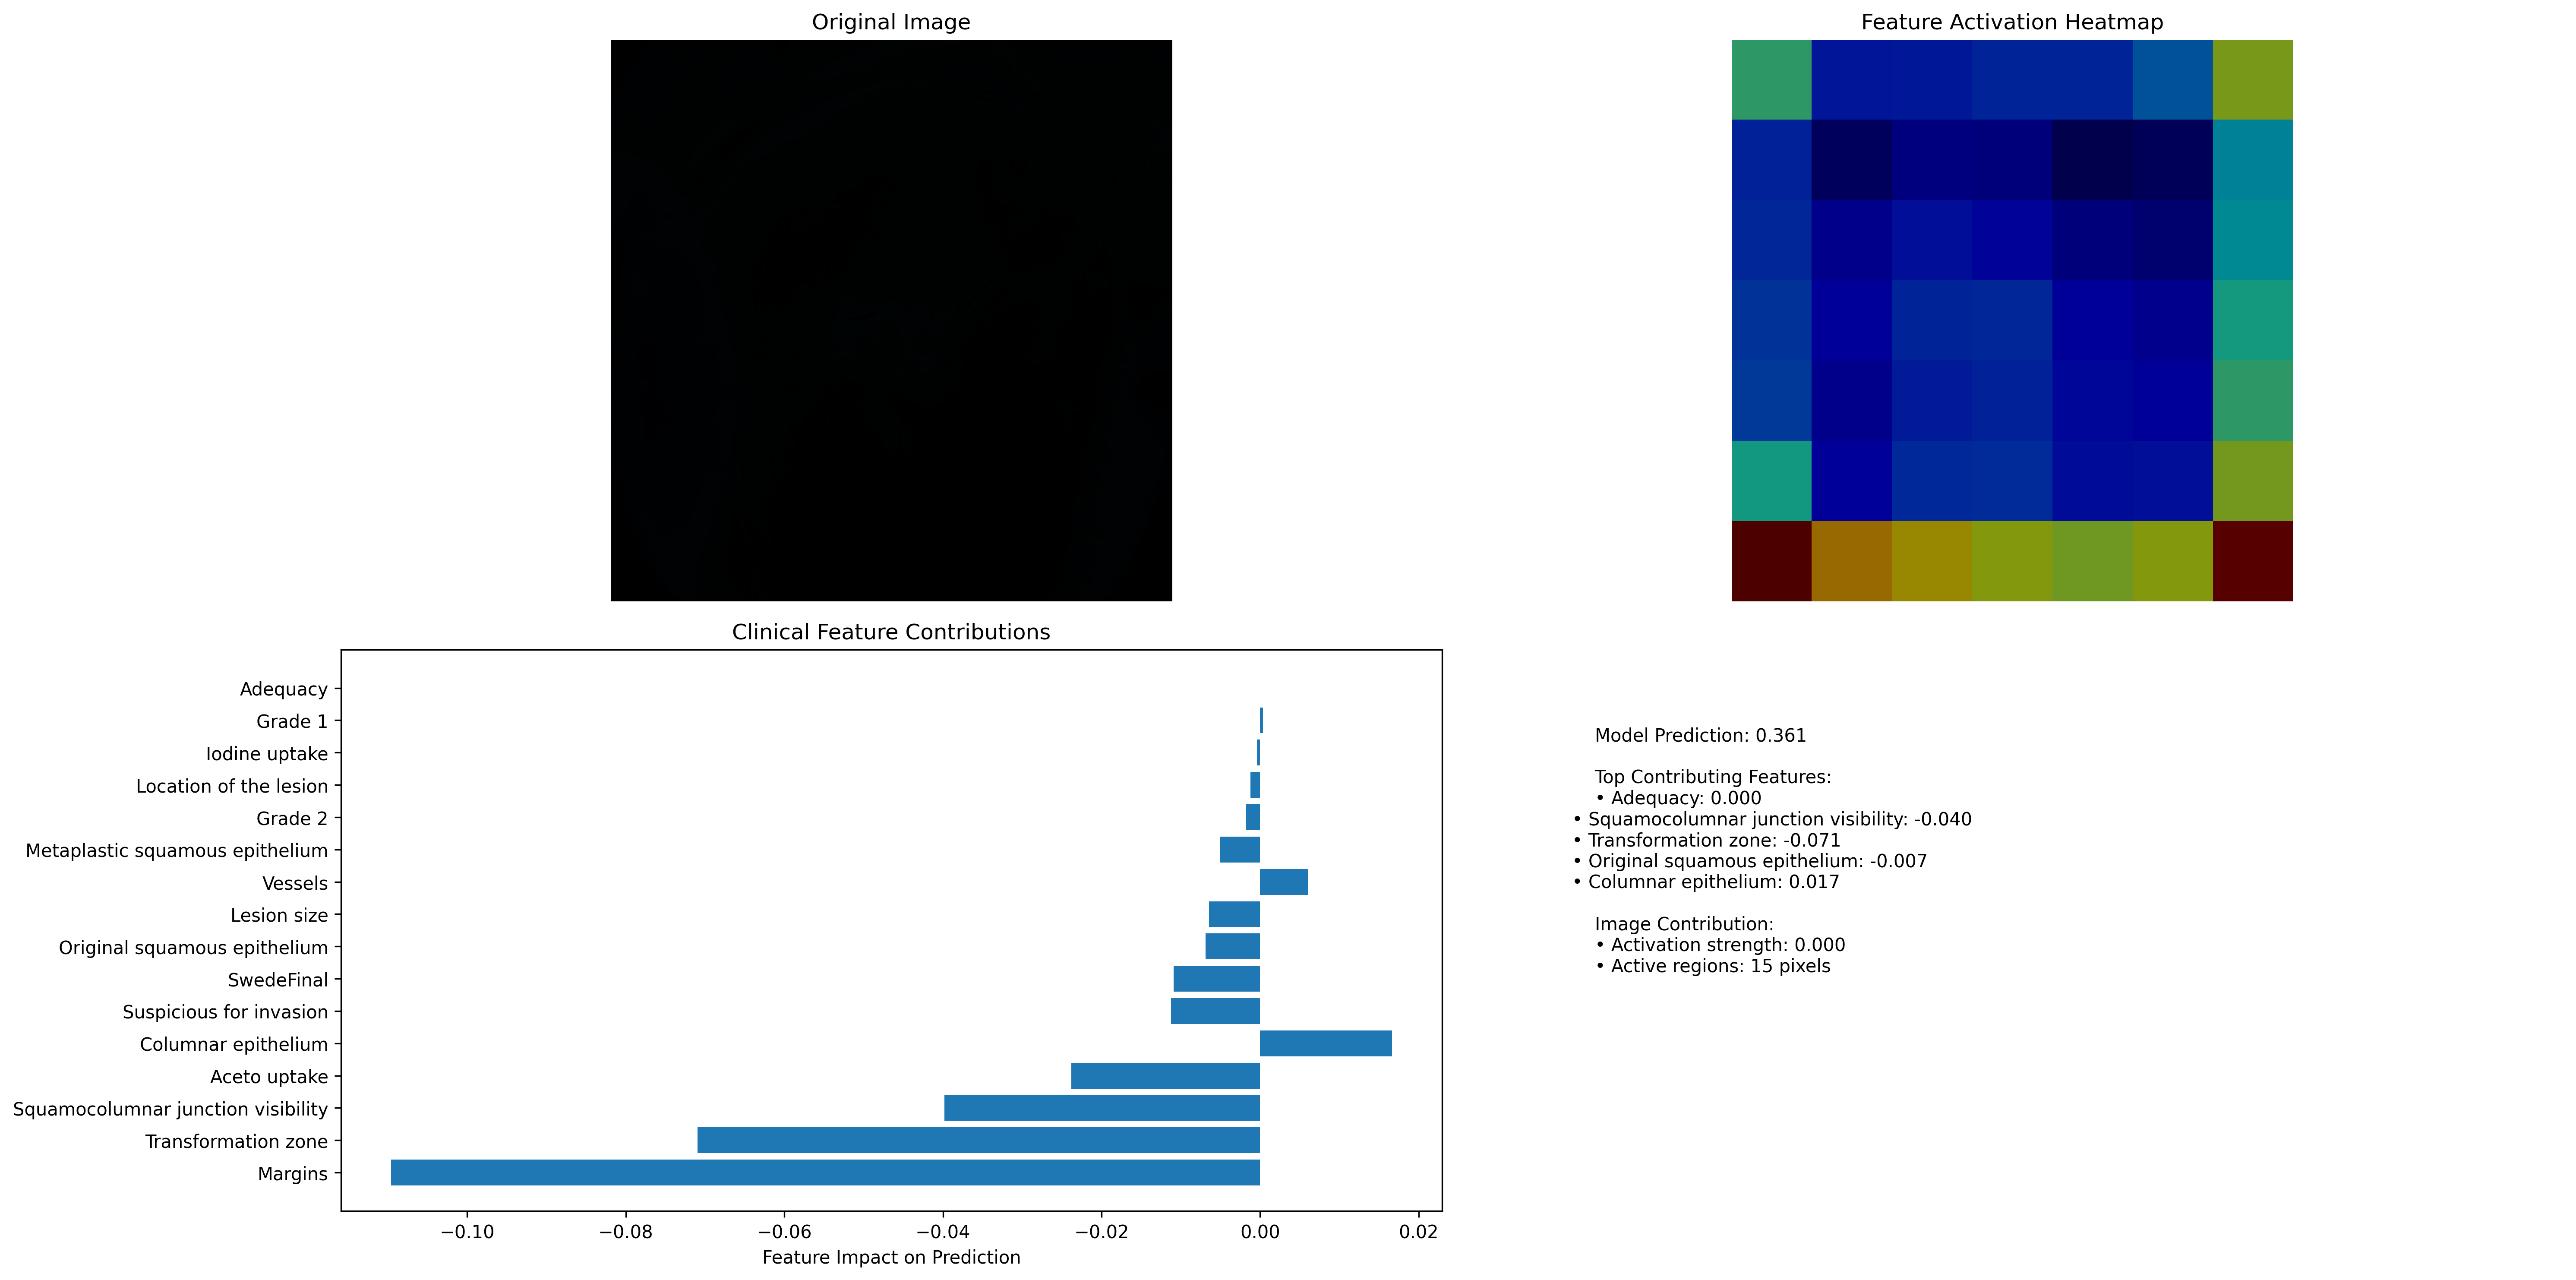 Original Image
Feature Activation Heatmap
Clinical Feature Contributions
Adequacy
Grade 1
Iodine uptake
Location of the lesion
Grade 2
Metaplastic squamous epithelium
Vessels
Lesion size
Original squamous epithelium
SwedeFinal
Suspicious for invasion
Columnar epithelium
Aceto uptake
Squamocolumnar junction visibility
Transformation zone
Margins
−0.10 −0.08 −0.06 −0.04 −0.02 0.00 0.02
Feature Impact on Prediction
Model Prediction: 0.361
Top Contributing Features:
• Adequacy: 0.000
• Squamocolumnar junction visibility: -0.040
• Transformation zone: -0.071
• Original squamous epithelium: -0.007
• Columnar epithelium: 0.017
Image Contribution:
• Activation strength: 0.000
• Active regions: 15 pixels